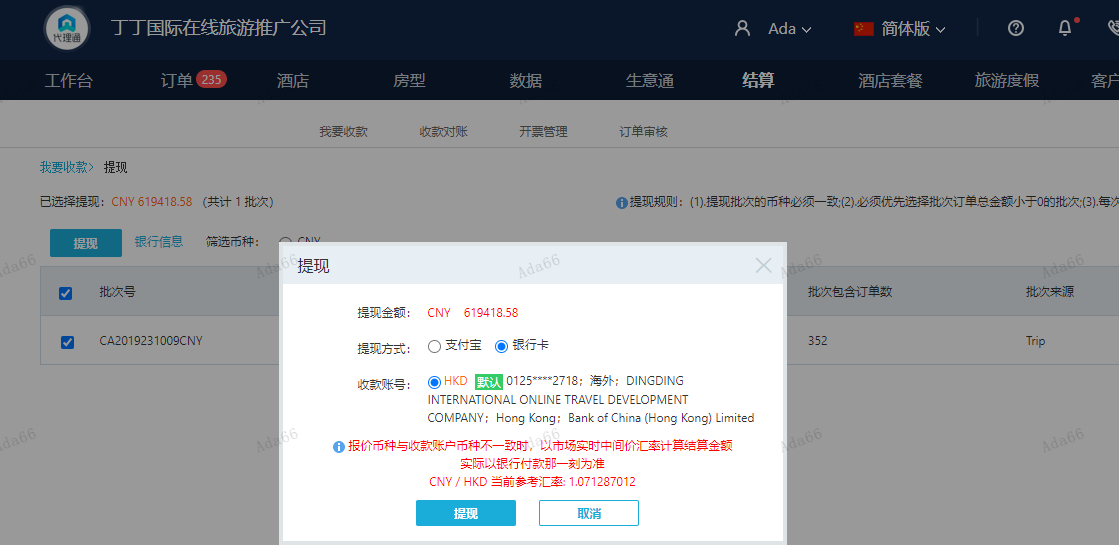 代理通
丁丁国际在线旅游推广公司
Ada
简体版
工作台
订单 235
酒店
房型
数据
生意通
结算
酒店套餐
旅游度假
客户
我要收款
收款对账
开票管理
订单审核
我要收款> 提现
已选择提现：CNY 619418.58 （共计 1 批次）
提现规则：(1).提现批次的币种必须一致;(2).必须优先选择批次订单总金额小于0的批次;(3).每次
提现
银行信息
筛选币种：
CNY
批次号
批次包含订单数
批次来源
CA2019231009CNY
352
Trip
提现
提现金额：
CNY 619418.58
提现方式：
支付宝
银行卡
收款账号：
HKD 默认 0125****2718；海外；DINGDING
INTERNATIONAL ONLINE TRAVEL DEVELOPMENT
COMPANY；Hong Kong；Bank of China (Hong Kong) Limited
报价币种与收款账户币种不一致时，以市场实时中间价汇率计算结算金额
实际以银行付款那一刻为准
CNY / HKD 当前参考汇率: 1.071287012
提现
取消
Ada66
Ada66
Ada66
Ada66
Ada66
Ada66
Ada66
Ada66